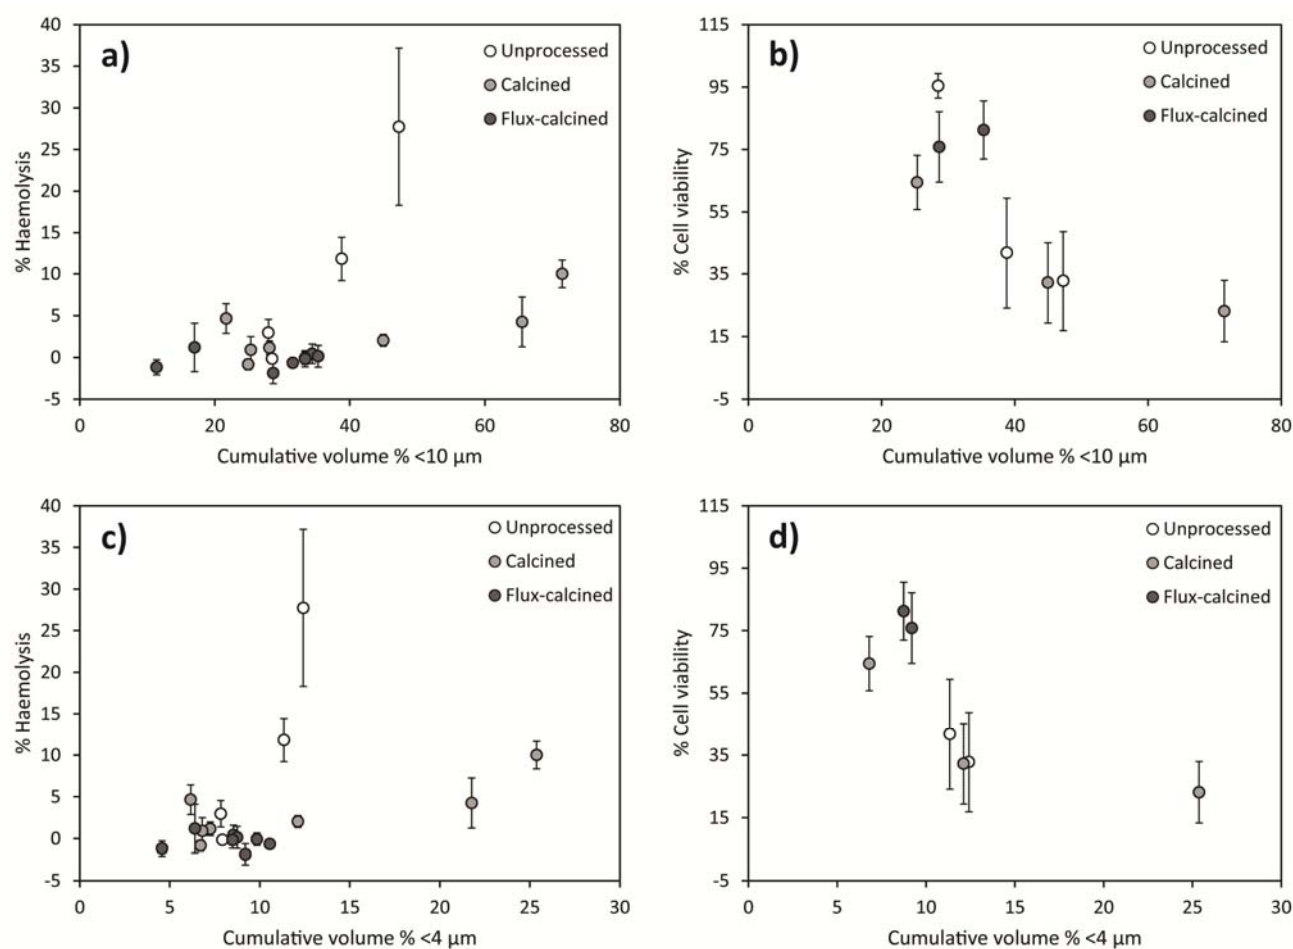 a)
Unprocessed
Calcined
Flux-calcined
% Haemolysis
40
35
30
25
20
15
10
5
0
-5
0 20 40 60 80
Cumulative volume % <10 µm
b)
Unprocessed
Calcined
Flux-calcined
% Cell viability
115
95
75
55
35
15
-5
0 20 40 60 80
Cumulative volume % <10 µm
c)
Unprocessed
Calcined
Flux-calcined
% Haemolysis
40
35
30
25
20
15
10
5
0
-5
0 5 10 15 20 25 30
Cumulative volume % <4 µm
d)
Unprocessed
Calcined
Flux-calcined
% Cell viability
115
95
75
55
35
15
-5
0 5 10 15 20 25 30
Cumulative volume % <4 µm